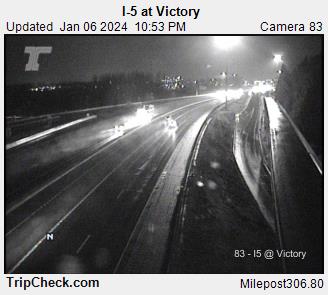 I-5 at Victory
Updated Jan 06 2024 10:53 PM Camera 83
T
N
83 - I5 @ Victory
TripCheck.com Milepost306.80